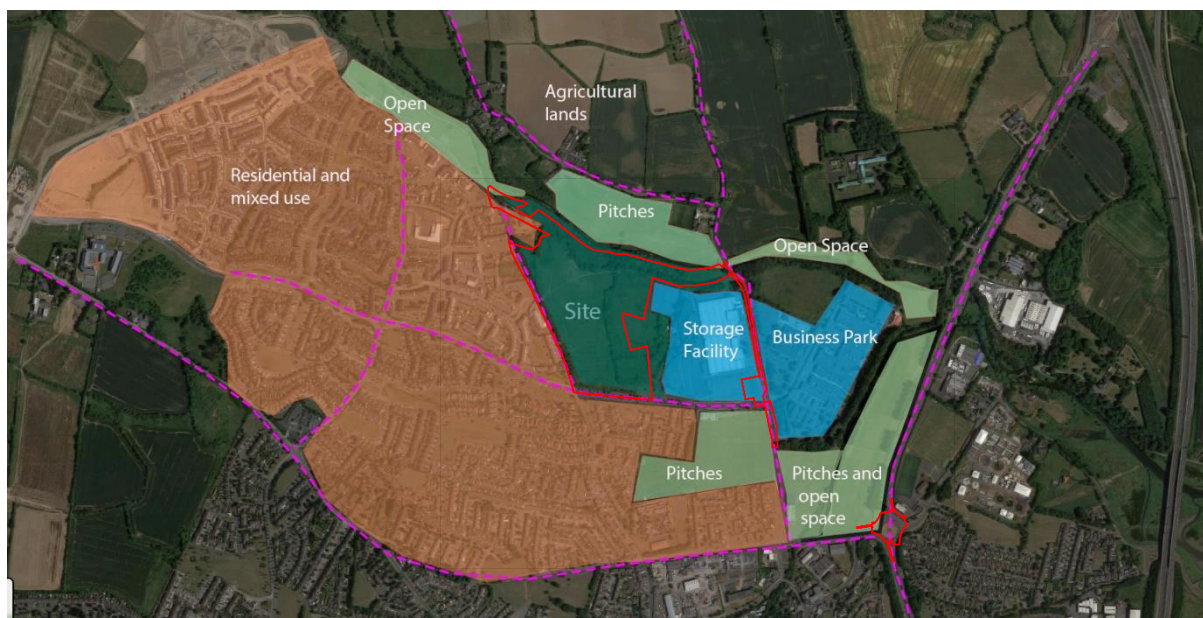 Agricultural
lands
Open
Space
Residential and
mixed use
Pitches
Open Space
Site
Storage
Facility
Business Park
Pitches
Pitches and
open
space